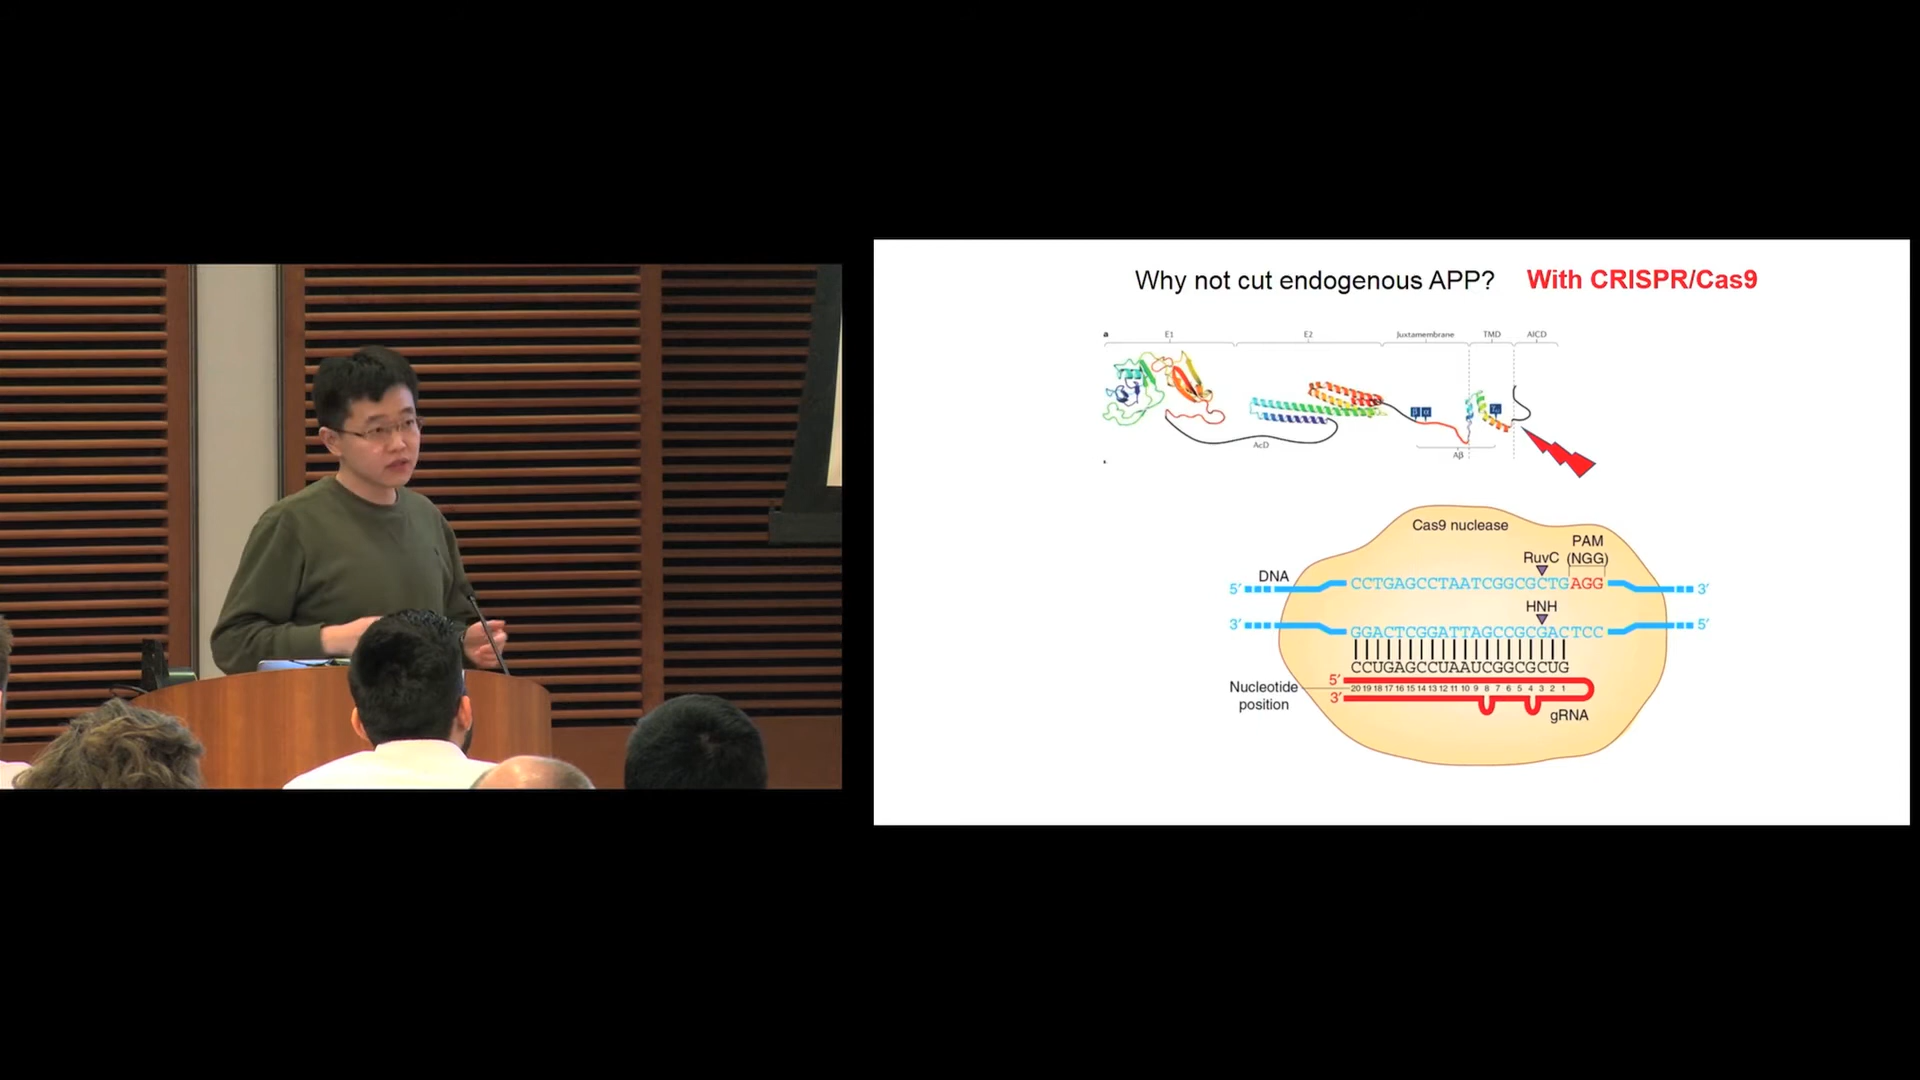 Why not cut endogenous APP? With CRISPR/Cas9
a E1 E2 Juxtamembrane TMD AICD
β α γ
AcD
Aβ
Cas9 nuclease
PAM
RuvC (NGG)
DNA
5′ CCTGAGCCTAATCGGCGCTGAGG 3′
HNH
3′ GGACTCGGATTAGCCGCGACTCC 5′
CCUGAGCCUAAUCGGCGCUG
5′
Nucleotide position 20 19 18 17 16 15 14 13 12 11 10 9 8 7 6 5 4 3 2 1
3′
gRNA